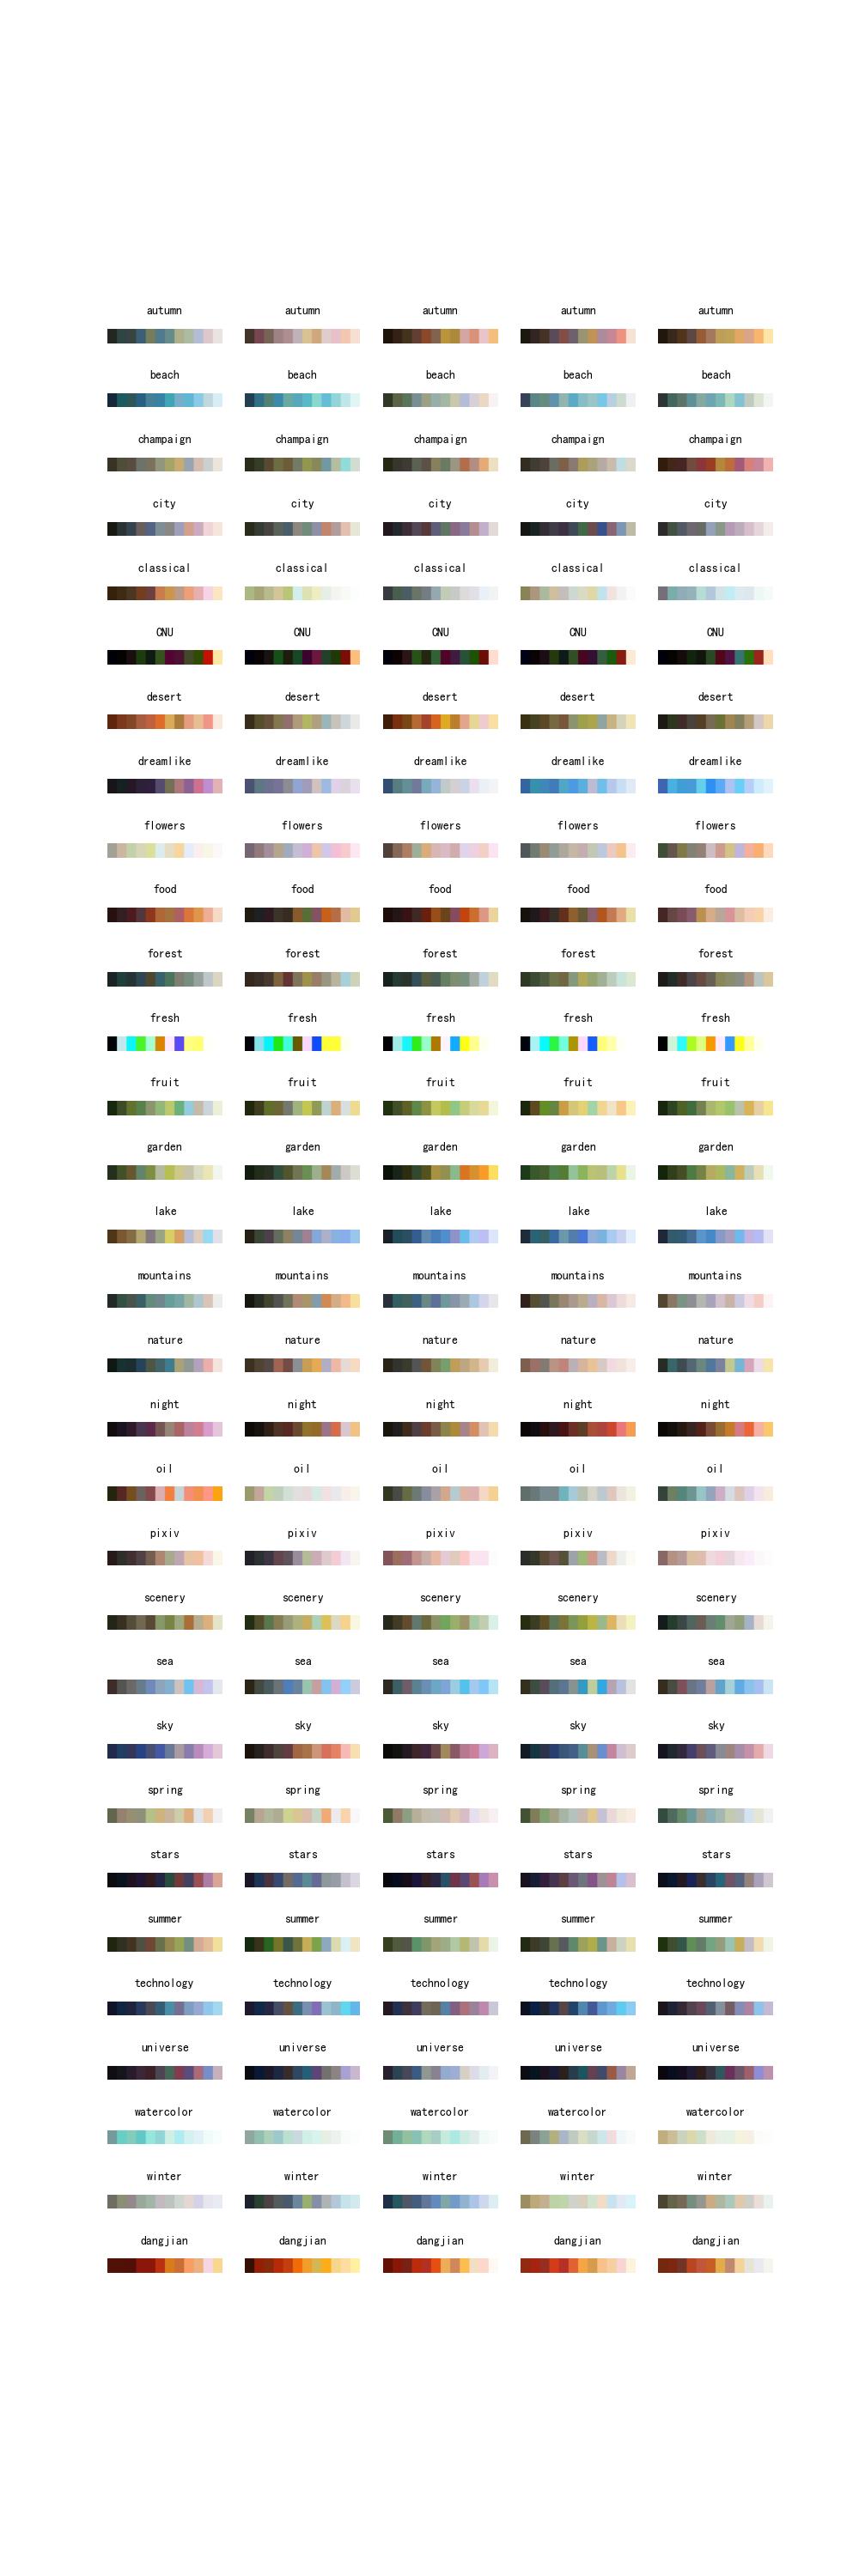 autumn autumn autumn autumn autumn
beach beach beach beach beach
champaign champaign champaign champaign champaign
city city city city city
classical classical classical classical classical
CNU CNU CNU CNU CNU
desert desert desert desert desert
dreamlike dreamlike dreamlike dreamlike dreamlike
flowers flowers flowers flowers flowers
food food food food food
forest forest forest forest forest
fresh fresh fresh fresh fresh
fruit fruit fruit fruit fruit
garden garden garden garden garden
lake lake lake lake lake
mountains mountains mountains mountains mountains
nature nature nature nature nature
night night night night night
oil oil oil oil oil
pixiv pixiv pixiv pixiv pixiv
scenery scenery scenery scenery scenery
sea sea sea sea sea
sky sky sky sky sky
spring spring spring spring spring
stars stars stars stars stars
summer summer summer summer summer
technology technology technology technology technology
universe universe universe universe universe
watercolor watercolor watercolor watercolor watercolor
winter winter winter winter winter
dangjian dangjian dangjian dangjian dangjian